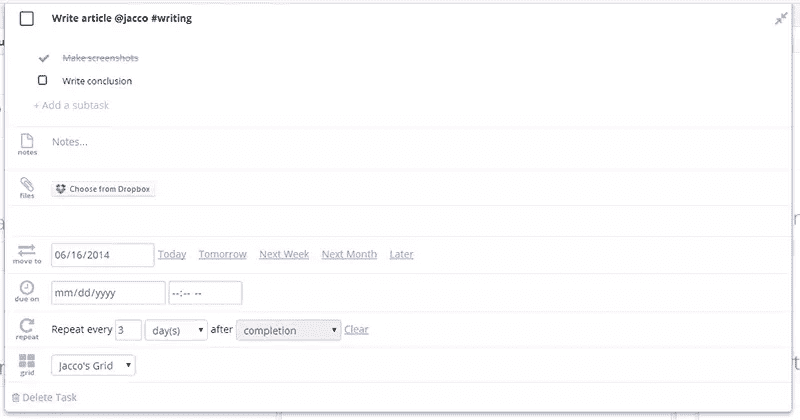 Write article @jacco #writing
Make screenshots
Write conclusion
+ Add a subtask
notes
Notes...
files
Choose from Dropbox
move to
06/16/2014 Today Tomorrow Next Week Next Month Later
due on
mm/dd/yyyy --:-- --
repeat
Repeat every 3 day(s) after completion Clear
grid
Jacco's Grid
Delete Task